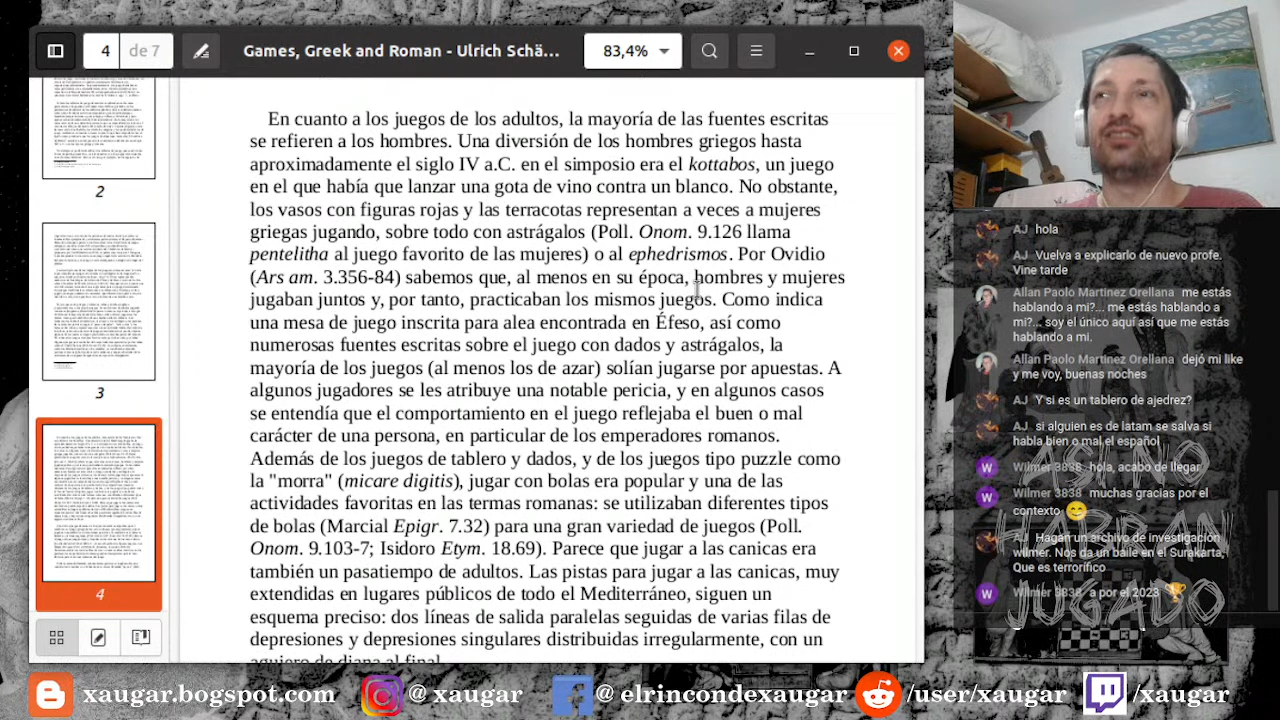 4
de 7
Games, Greek and Roman - Ulrich Schä...
83,4%
2
3
4
En cuanto a los juegos de los adultos, la mayoría de las fuentes escritas
se refieren a los hombres. Una prebenda de los hombres griegos hasta
aproximadamente el siglo IV a.C. en el simposio era el kottabos, un juego
en el que había que lanzar una gota de vino contra un blanco. No obstante,
los vasos con figuras rojas y las terracotas representan a veces a mujeres
griegas jugando, sobre todo con astrágalos (Poll. Onom. 9.126 llama
pentelitha al juego favorito de las mujeres) o al ephedrismos. Por Ovidio
(Ars am. 3.356-84) sabemos que al menos en su época, hombres y mujeres
jugaban juntos y, por tanto, practicaban los mismos juegos. Como indica
una mesa de juego inscrita para encontrada en Éfeso, así como
numerosas fuentes escritas sobre el juego con dados y astrágalos, la
mayoría de los juegos (al menos los de azar) solían jugarse por apuestas. A
algunos jugadores se les atribuye una notable pericia, y en algunos casos
se entendía que el comportamiento en el juego reflejaba el buen o mal
carácter de una persona, en particular el de los emperadores romanos.
Además de los juegos de tablero y dados, y de los juegos tipo puzzle como
la "morra" (micare digitis), jugar con bolas era popular y una de las
actividades favoritas en las termas romanas: se utilizaban diferentes tipos
de bolas (Marcial Epigr. 7.32) para una gran variedad de juegos (Poll.
Onom. 9.103-7; Isidoro Etym. 18.69). Parece que jugar a las canicas era
también un pasatiempo de adultos. Las pistas para jugar a las canicas, muy
extendidas en lugares públicos de todo el Mediterráneo, siguen un
esquema preciso: dos líneas de salida paralelas seguidas de varias filas de
depresiones y depresiones singulares distribuidas irregularmente, con un
agujero de diana al final.
AJ hola
AJ Vuelva a explicarlo de nuevo profe.
Vine tarde
Allan Paolo Martinez Orellana me estás
hablando a mi?... me estás hablando a
mi?... soy el único aquí asi que me estás
hablando a mi.
Allan Paolo Martinez Orellana dejó mi like
y me voy, buenas noches
AJ Y si es un tablero de ajedrez?
AJ si alguien es de latam se salva si
habla bien o mal el español
W Wilmer 3838 hola, acabo de llegar
W Wilmer 3838 muchas gracias por el
contexto 😊
AJ Hagan un archivo de investigación
wilmer. Nos da un baile en el Surakarta,
Que es terrorífico
W Wilmer 3838 a por el 2023 🏆
ASI NO
HABRAN
JUGADO
xaugar.bogspot.com
@ xaugar
@ elrincondexaugar
/user/xaugar
/xaugar